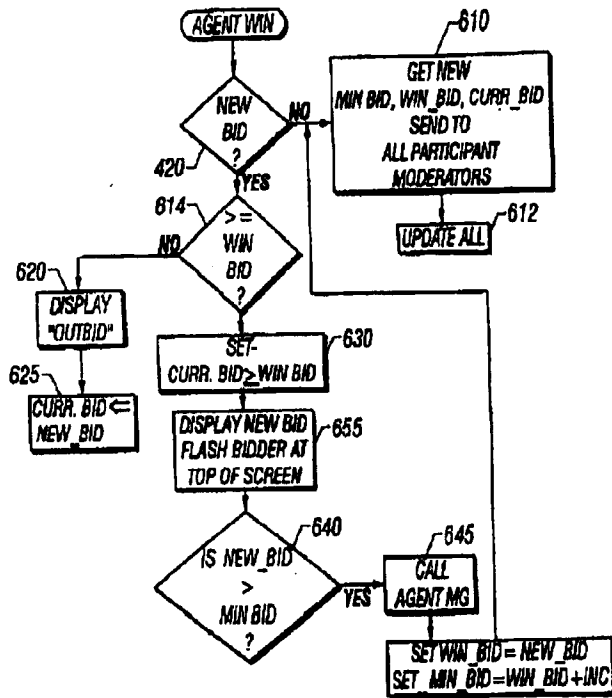 AGENT WIN
610
GET NEW
MIN BID, WIN_BID, CURR_BID
SEND TO
ALL PARTICIPANT
MODERATORS
NEW
BID
?
NO
420
YES
612
UPDATE ALL
614
>=
WIN
BID
?
NO
620
DISPLAY
"OUTBID"
SET-
CURR. BID≥WIN BID
630
625
CURR. BID⇐
NEW_BID
DISPLAY NEW BID
FLASH BIDDER AT
TOP OF SCREEN
655
640
IS NEW_BID
>
MIN BID
?
YES
645
CALL
AGENT MG
SET WIN_BID = NEW_BID
SET MIN_BID=WIN_BID+INC